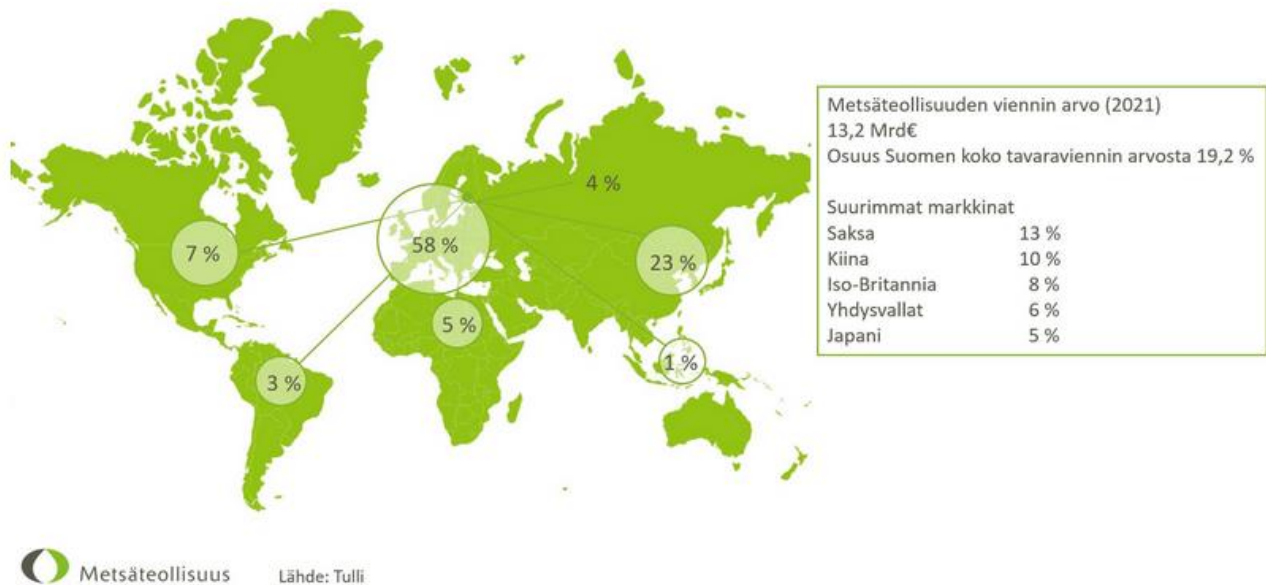 4 %
7 %
58 %
23 %
5 %
1 %
3 %
Metsäteollisuuden viennin arvo (2021)
13,2 Mrd€
Osuus Suomen koko tavaraviennin arvosta 19,2 %
Suurimmat markkinat
Saksa 13 %
Kiina 10 %
Iso-Britannia 8 %
Yhdysvallat 6 %
Japani 5 %
Metsäteollisuus Lähde: Tulli